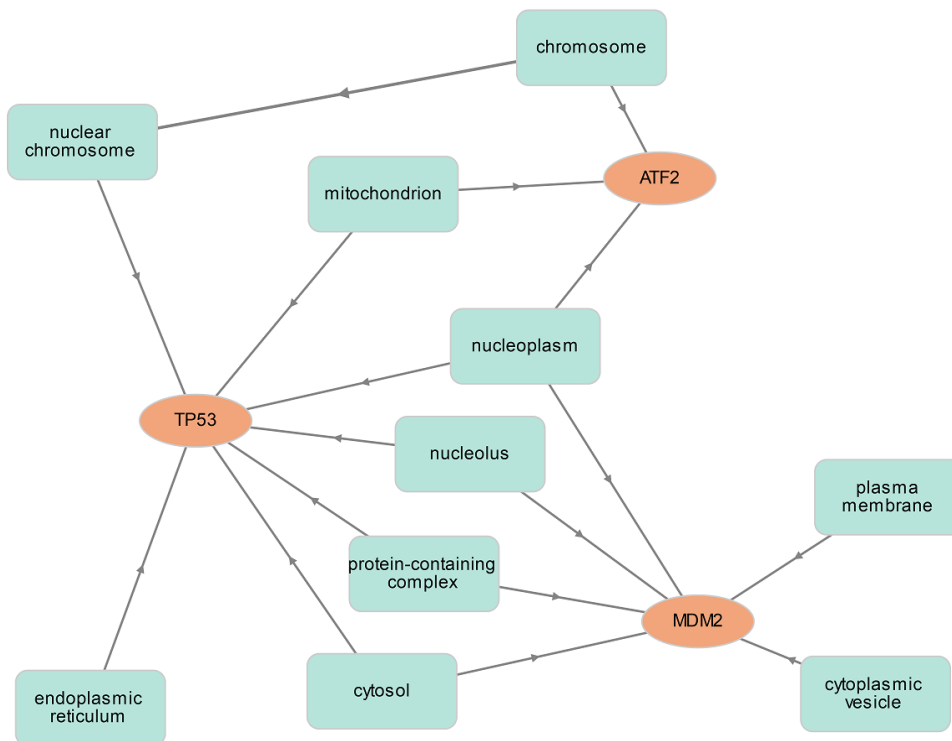 chromosome
nuclear
chromosome
mitochondrion
ATF2
nucleoplasm
TP53
nucleolus
plasma
membrane
protein-containing
complex
MDM2
endoplasmic
reticulum
cytosol
cytoplasmic
vesicle